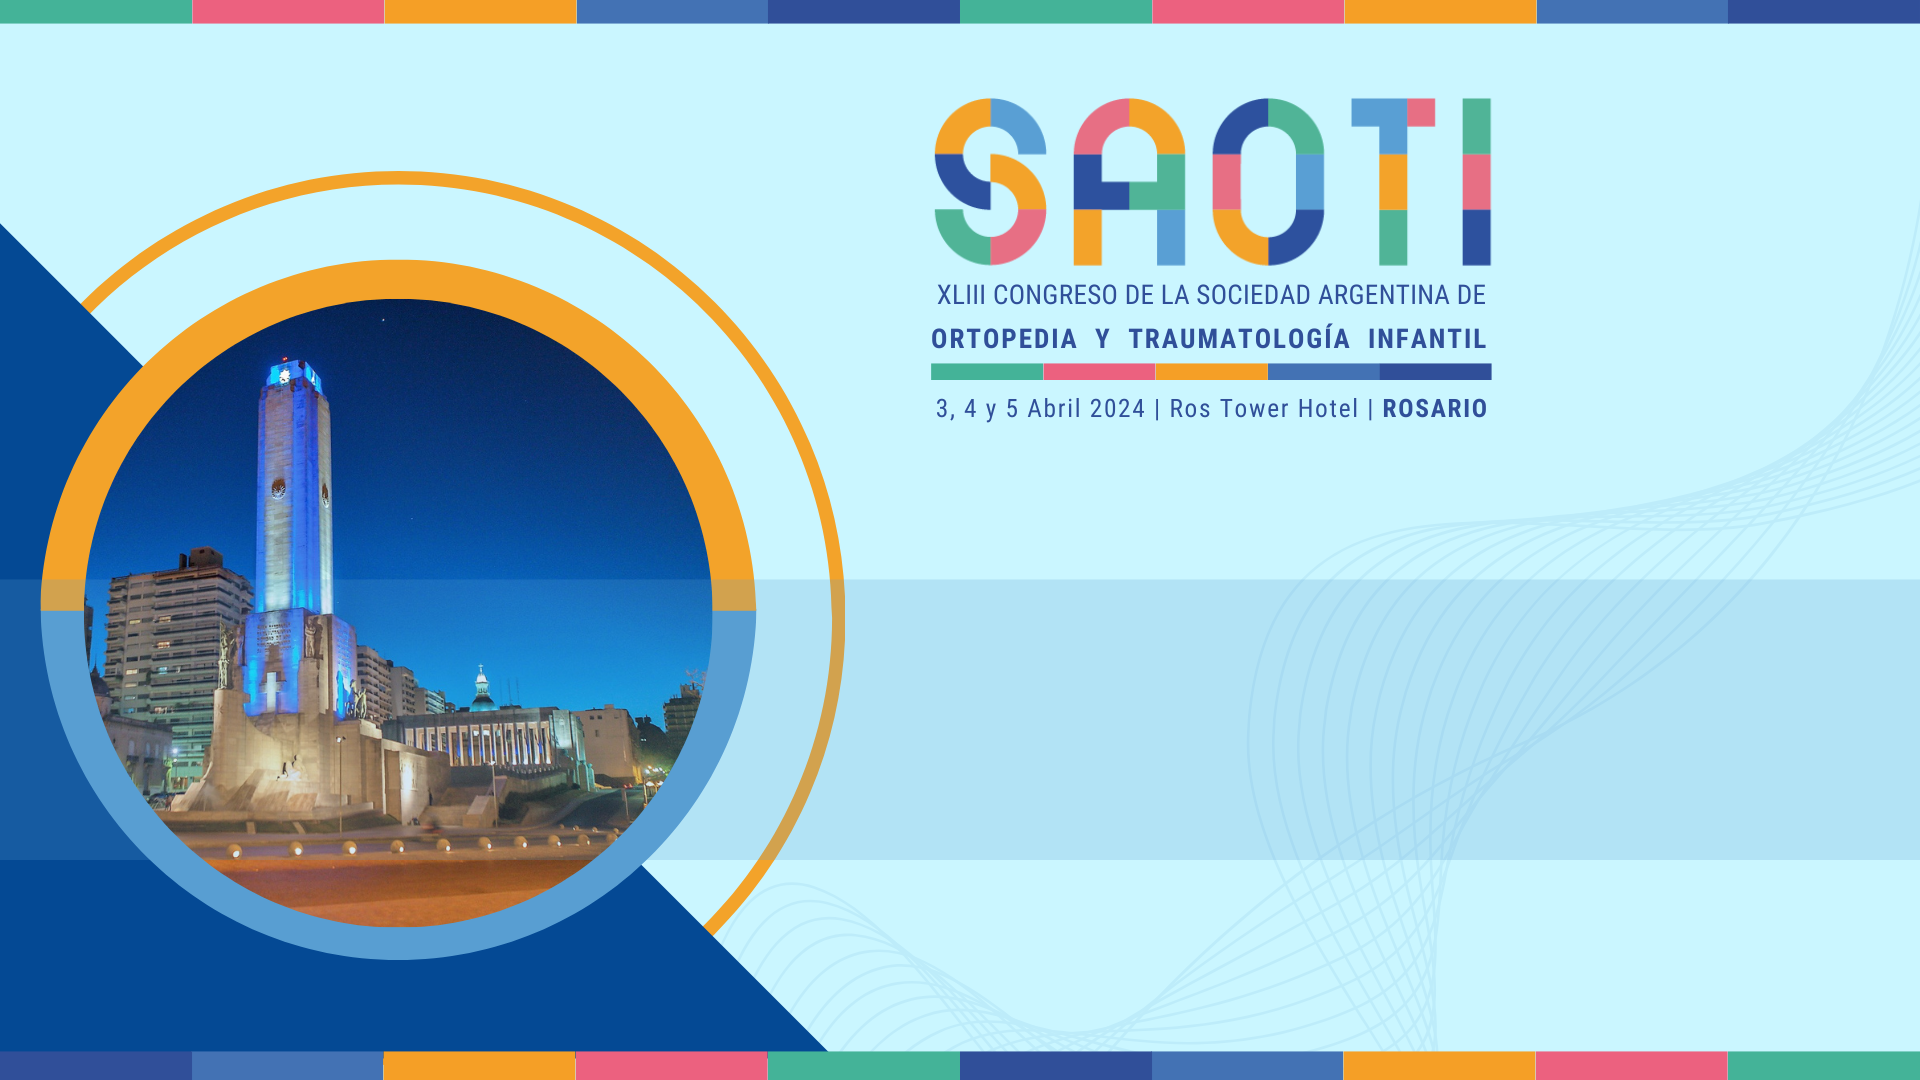 SAOTI
XLIII CONGRESO DE LA SOCIEDAD ARGENTINA DE
ORTOPEDIA Y TRAUMATOLOGÍA INFANTIL
3, 4 y 5 Abril 2024 | Ros Tower Hotel | ROSARIO